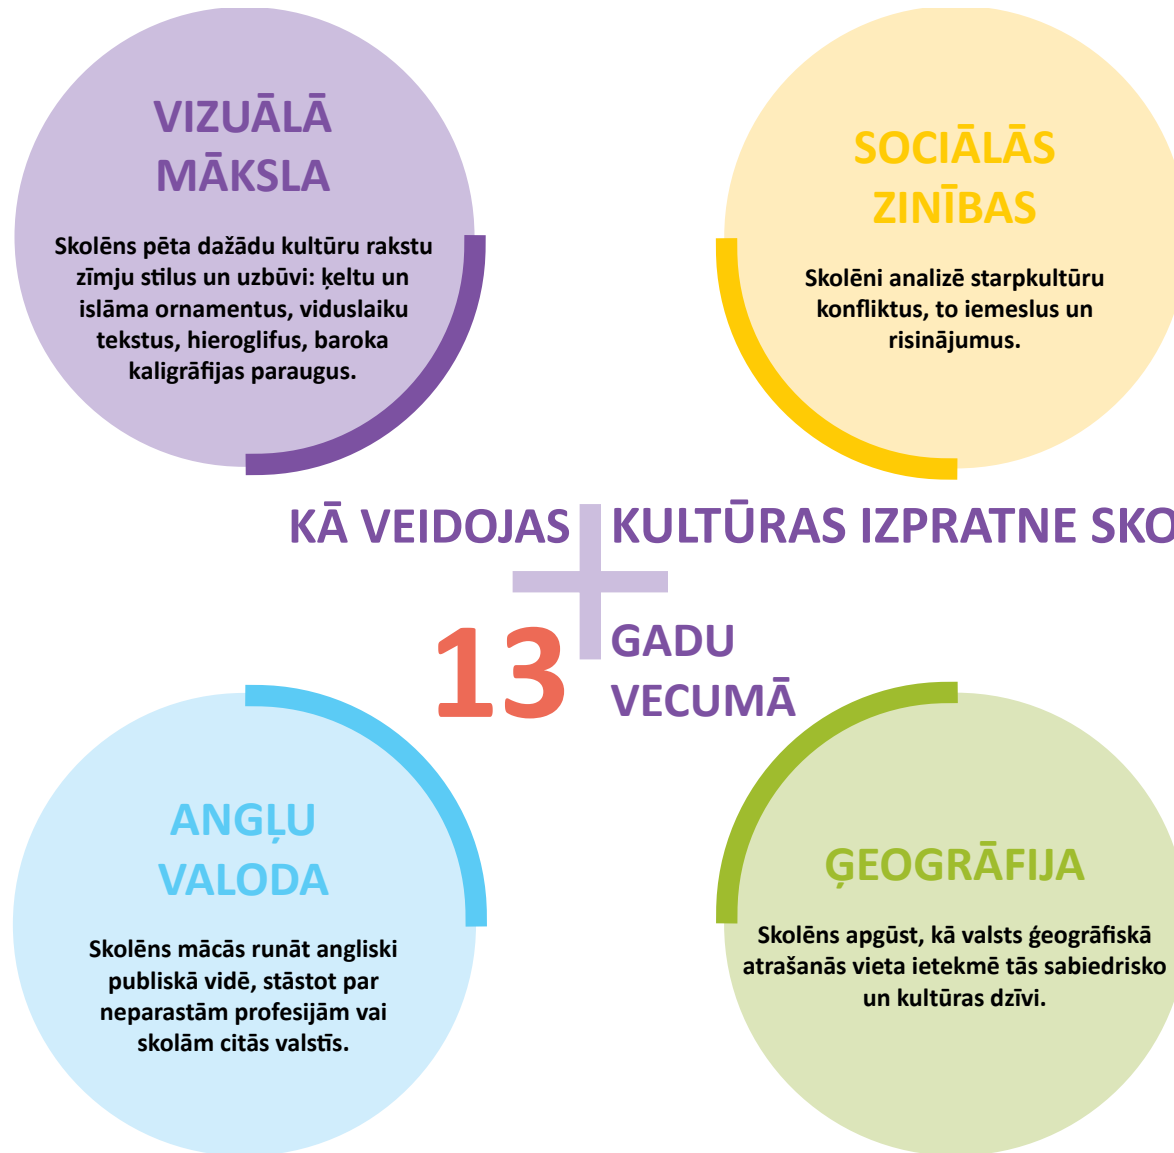 VIZUĀLĀ
MĀKSLA
Skolēns pēta dažādu kultūru rakstu
zīmju stilus un uzbūvi: ķeltu un
islāma ornamentus, viduslaiku
tekstus, hieroglifus, baroka
kaligrāfijas paraugus.
SOCIĀLĀS
ZINĪBAS
Skolēni analizē starpkultūru
konfliktus, to iemeslus un
risinājumus.
KĀ VEIDOJAS KULTŪRAS IZPRATNE SKO
13 GADU
VECUMĀ
ANGĻU
VALODA
Skolēns mācās runāt angliski
publiskā vidē, stāstot par
neparastām profesijām vai
skolām citās valstīs.
ĢEOGRĀFIJA
Skolēns apgūst, kā valsts ģeogrāfiskā
atrašanās vieta ietekmē tās sabiedrisko
un kultūras dzīvi.